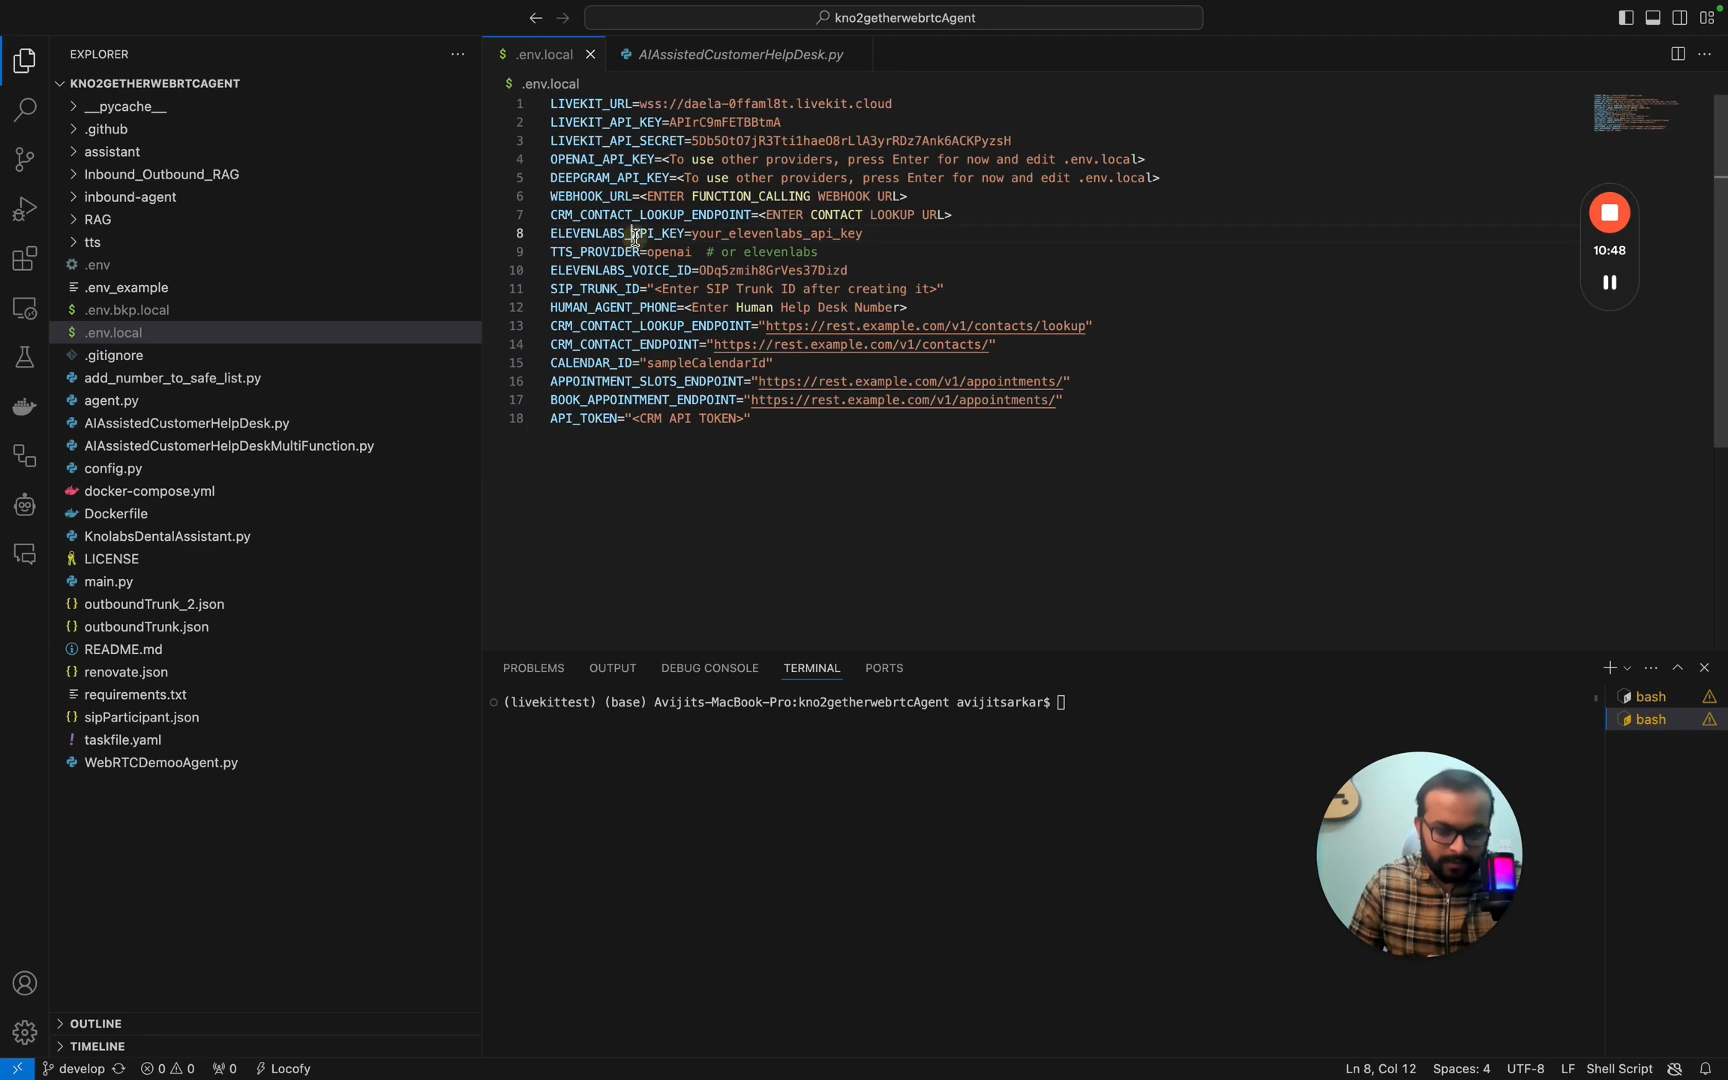 kno2getherwebrtcAgent
EXPLORER
KNO2GETHERWEBRTCAGENT
__pycache__
.github
assistant
Inbound_Outbound_RAG
inbound-agent
RAG
tts
.env
.env_example
.env.bkp.local
.env.local
.gitignore
add_number_to_safe_list.py
agent.py
AIAssistedCustomerHelpDesk.py
AIAssistedCustomerHelpDeskMultiFunction.py
config.py
docker-compose.yml
Dockerfile
KnolabsDentalAssistant.py
LICENSE
main.py
outboundTrunk_2.json
outboundTrunk.json
README.md
renovate.json
requirements.txt
sipParticipant.json
taskfile.yaml
WebRTCDemooAgent.py
OUTLINE
TIMELINE
$ .env.local AIAssistedCustomerHelpDesk.py
$ .env.local
1 LIVEKIT_URL=wss://daela-0ffaml8t.livekit.cloud
2 LIVEKIT_API_KEY=APIrC9mFETBBtmA
3 LIVEKIT_API_SECRET=5Db5OtO7jR3Tti1haeO8rLlA3yrRDz7Ank6ACKPyzsH
4 OPENAI_API_KEY=<To use other providers, press Enter for now and edit .env.local>
5 DEEPGRAM_API_KEY=<To use other providers, press Enter for now and edit .env.local>
6 WEBHOOK_URL=<ENTER FUNCTION_CALLING WEBHOOK URL>
7 CRM_CONTACT_LOOKUP_ENDPOINT=<ENTER CONTACT LOOKUP URL>
8 ELEVENLABS_API_KEY=your_elevenlabs_api_key
9 TTS_PROVIDER=openai # or elevenlabs
10 ELEVENLABS_VOICE_ID=ODq5zmih8GrVes37Dizd
11 SIP_TRUNK_ID="<Enter SIP Trunk ID after creating it>"
12 HUMAN_AGENT_PHONE=<Enter Human Help Desk Number>
13 CRM_CONTACT_LOOKUP_ENDPOINT="https://rest.example.com/v1/contacts/lookup"
14 CRM_CONTACT_ENDPOINT="https://rest.example.com/v1/contacts/"
15 CALENDAR_ID="sampleCalendarId"
16 APPOINTMENT_SLOTS_ENDPOINT="https://rest.example.com/v1/appointments/"
17 BOOK_APPOINTMENT_ENDPOINT="https://rest.example.com/v1/appointments/"
18 API_TOKEN="<CRM API TOKEN>"
10:48
PROBLEMS OUTPUT DEBUG CONSOLE TERMINAL PORTS
(livekittest) (base) Avijits-MacBook-Pro:kno2getherwebrtcAgent avijitsarkar$
bash
bash
develop 0 0 0 Locofy Ln 8, Col 12 Spaces: 4 UTF-8 LF Shell Script